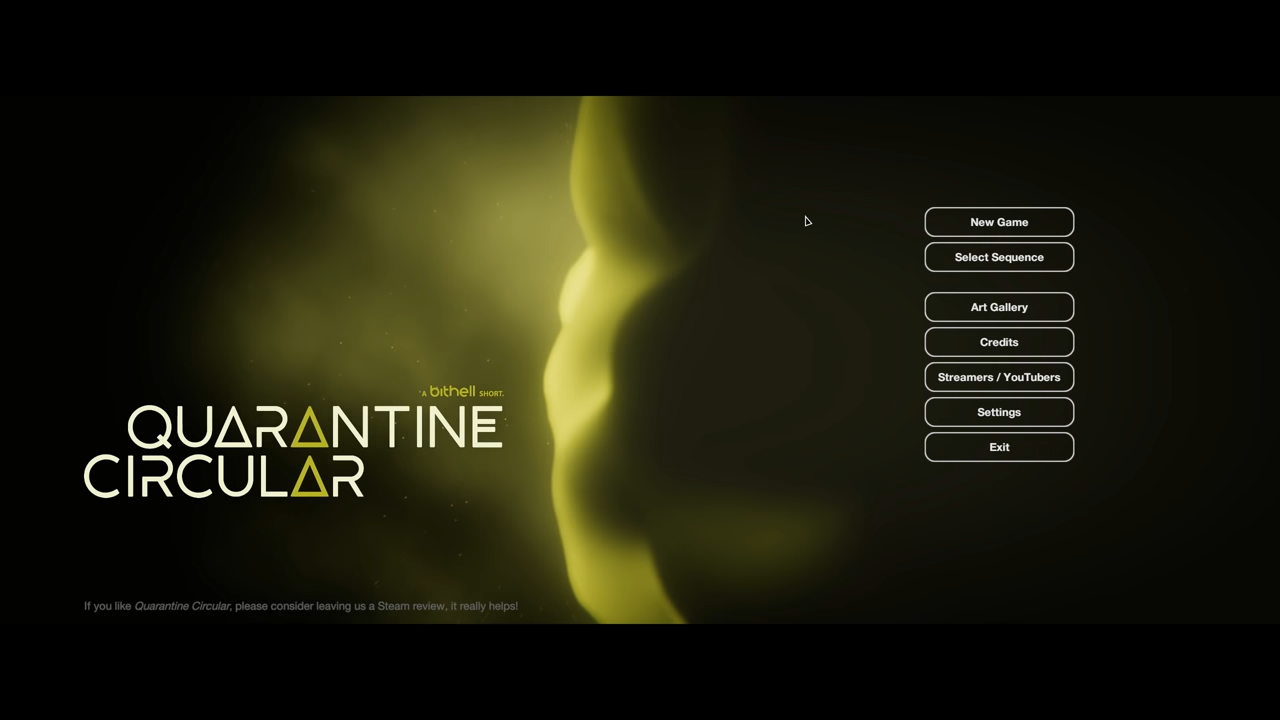 A bithell SHORT.
QUARANTINE
CIRCULAR
If you like Quarantine Circular, please consider leaving us a Steam review, it really helps!
New Game
Select Sequence
Art Gallery
Credits
Streamers / YouTubers
Settings
Exit